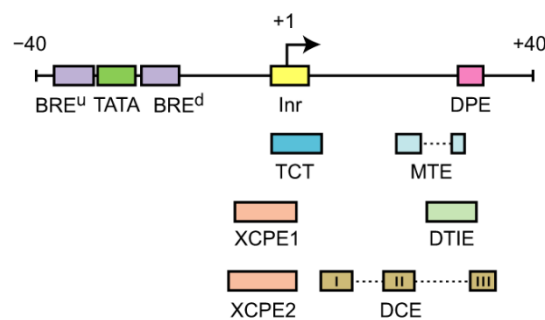 +1
−40 +40
BREᵘ TATA BREᵈ Inr DPE
TCT MTE
XCPE1 DTIE
I II III
XCPE2 DCE